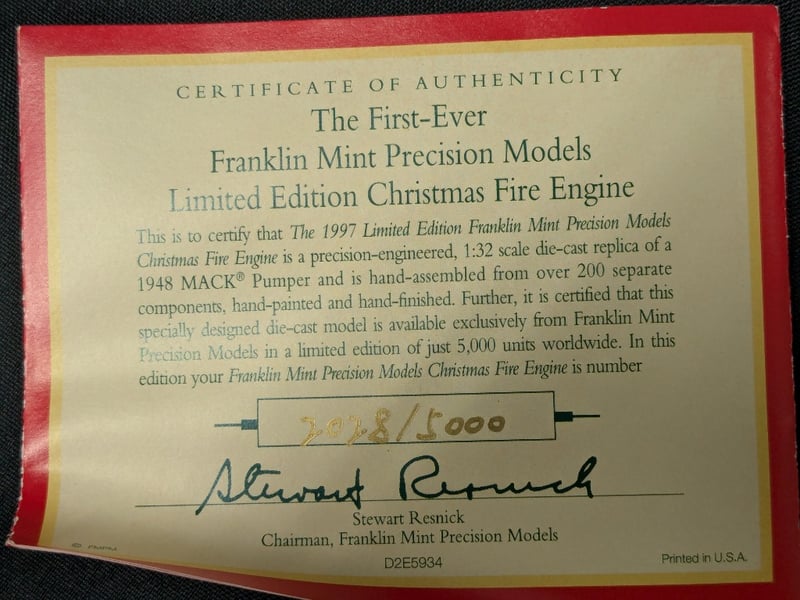 CERTIFICATE OF AUTHENTICITY
The First-Ever
Franklin Mint Precision Models
Limited Edition Christmas Fire Engine
This is to certify that The 1997 Limited Edition Franklin Mint Precision Models
Christmas Fire Engine is a precision-engineered, 1:32 scale die-cast replica of a
1948 MACK® Pumper and is hand-assembled from over 200 separate
components, hand-painted and hand-finished. Further, it is certified that this
specially designed die-cast model is available exclusively from Franklin Mint
Precision Models in a limited edition of just 5,000 units worldwide. In this
edition your Franklin Mint Precision Models Christmas Fire Engine is number
2028/5000
Stewart Resnick
Stewart Resnick
Chairman, Franklin Mint Precision Models
D2E5934
© FMPM
Printed in U.S.A.